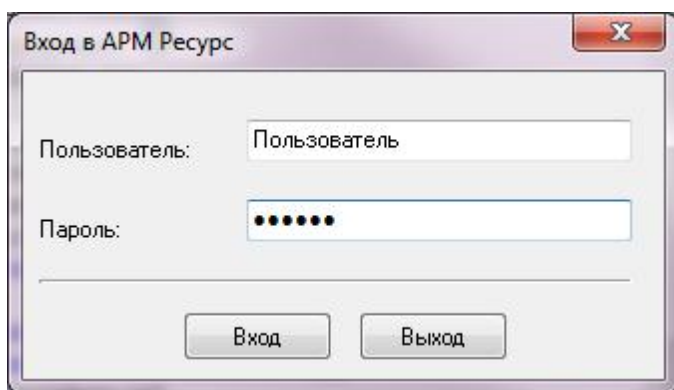 Вход в АРМ Ресурс
Пользователь: Пользователь
Пароль: ••••••
Вход Выход